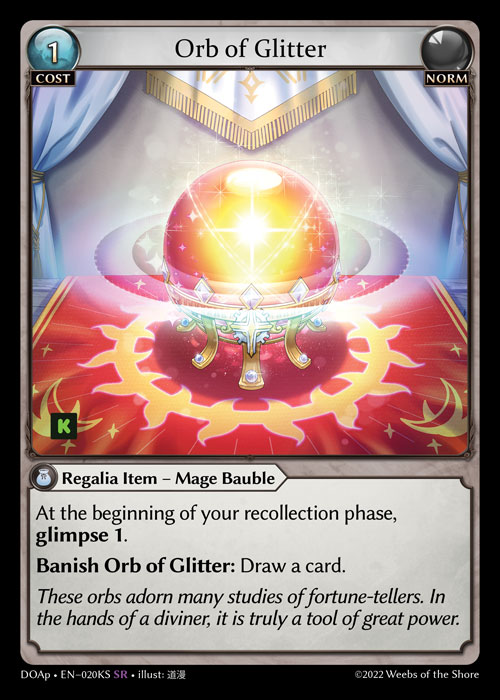 1
Orb of Glitter
COST
NORM
K
Regalia Item – Mage Bauble
At the beginning of your recollection phase,
glimpse 1.
Banish Orb of Glitter: Draw a card.
These orbs adorn many studies of fortune-tellers. In
the hands of a diviner, it is truly a tool of great power.
DOAp • EN–020KS SR • illust: 道漫
©2022 Weebs of the Shore